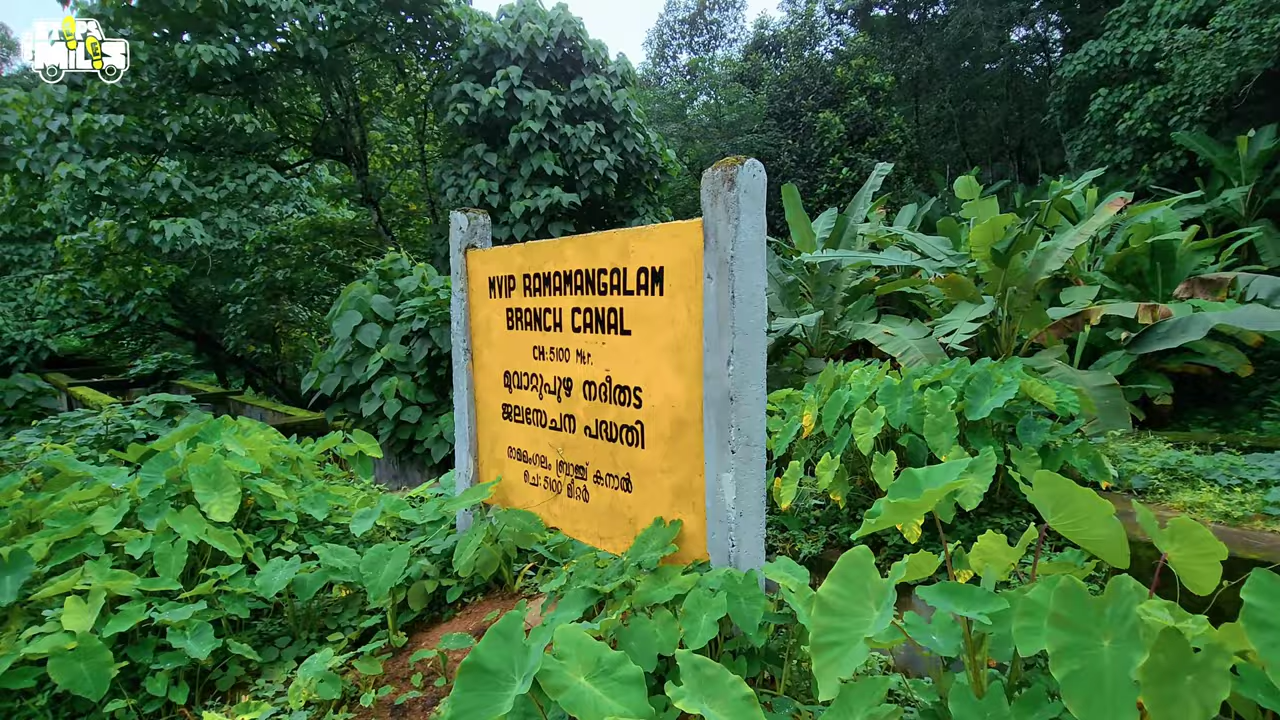 MVIP RAMAMANGALAM
BRANCH CANAL
CH:5100 Mtr.
മുവാറ്റുപുഴ നദീതട
ജലസേചന പദ്ധതി
രാമമംഗലം ബ്രാഞ്ച് കനാൽ
ചെ: 5100 മീറ്റർ